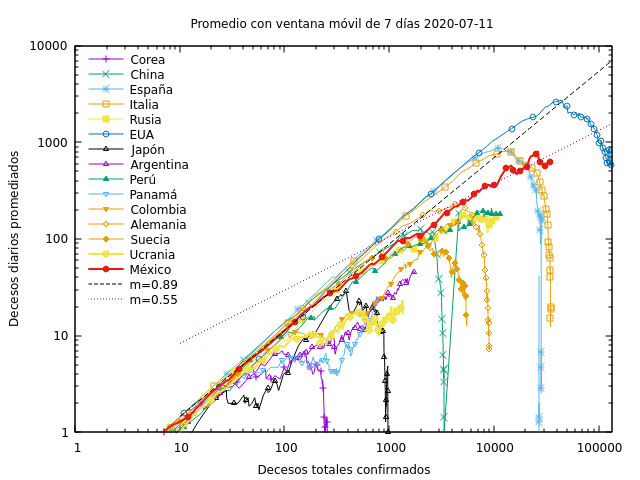 Promedio con ventana móvil de 7 días 2020-07-11
10000
1000
100
10
1
Decesos diarios promediados
Corea
China
España
Italia
Rusia
EUA
Japón
Argentina
Perú
Panamá
Colombia
Alemania
Suecia
Ucrania
México
m=0.89
m=0.55
1
10
100
1000
10000
100000
Decesos totales confirmados